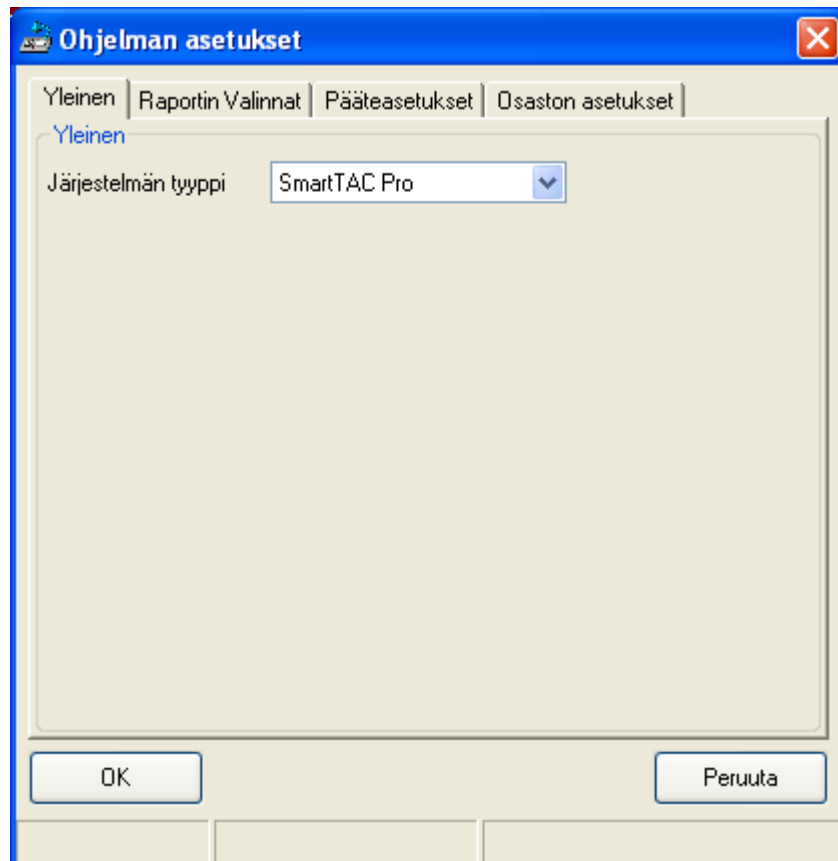 Ohjelman asetukset
Yleinen Raportin Valinnat Pääteasetukset Osaston asetukset
Yleinen
Järjestelmän tyyppi SmartTAC Pro
OK Peruuta